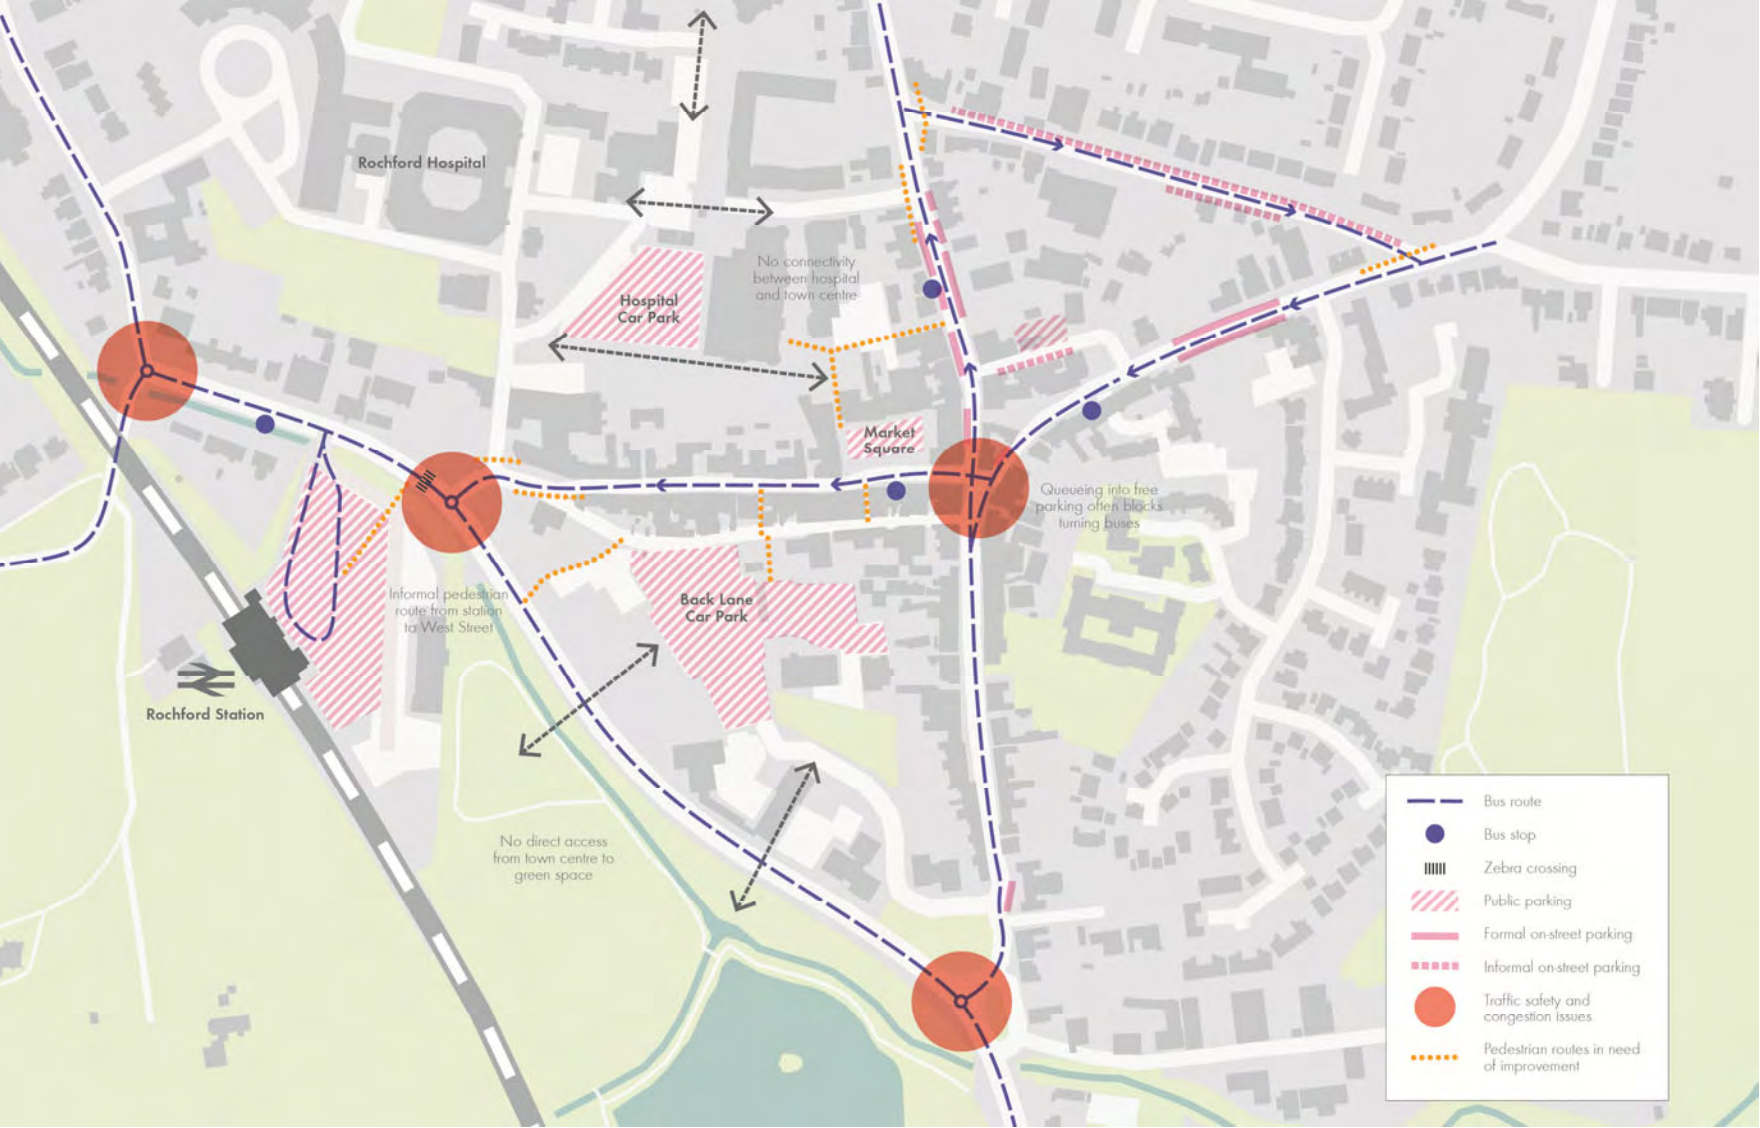 Rochford Hospital
No connectivity
between hospital
and town centre
Hospital
Car Park
Market
Square
Queueing into free
parking often blocks
turning buses
Informal pedestrian
route from station
to West Street
Back Lane
Car Park
Rochford Station
No direct access
from town centre to
green space
Bus route
Bus stop
Zebra crossing
Public parking
Formal on-street parking
Informal on-street parking
Traffic safety and
congestion issues
Pedestrian routes in need
of improvement